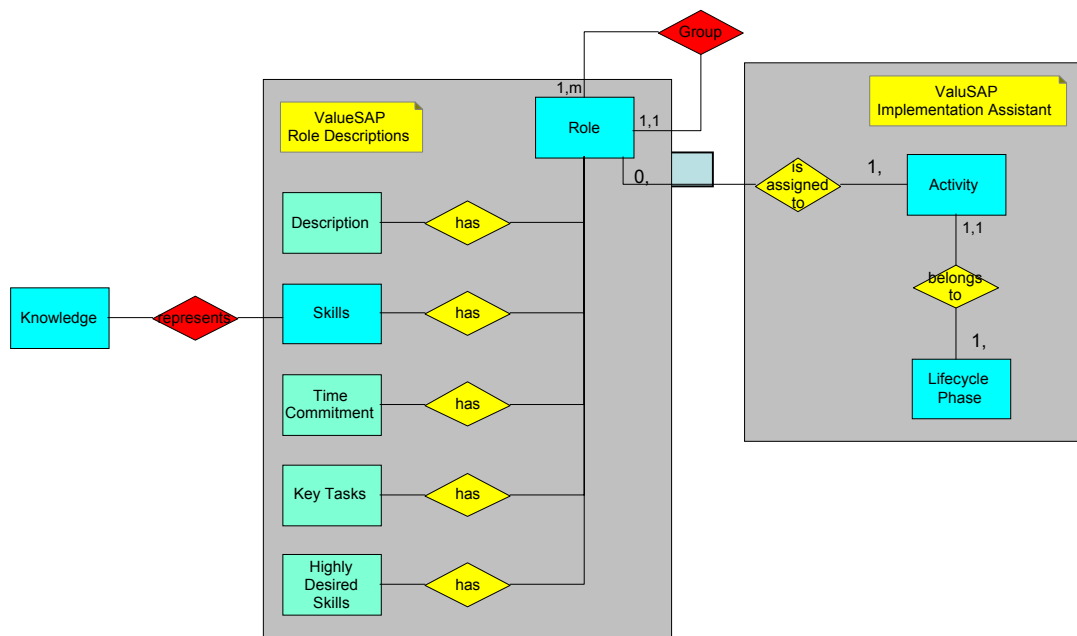 Group
1,m
ValueSAP
Role Descriptions
Role
1,1
0,
ValuSAP
Implementation Assistant
is
assigned
to
1,
Activity
1,1
belongs
to
1,
Lifecycle
Phase
Description
has
Knowledge
represents
Skills
has
Time
Commitment
has
Key Tasks
has
Highly
Desired
Skills
has